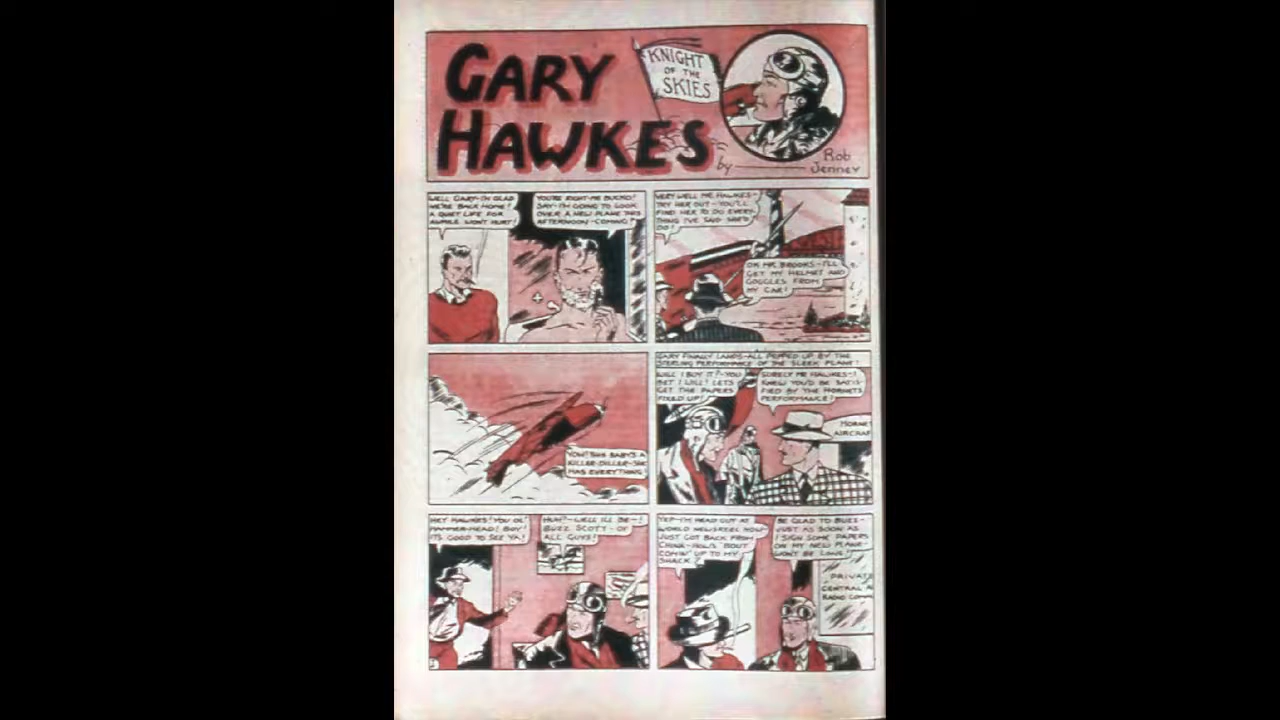 GARY
HAWKES
KNIGHT
OF THE
SKIES
by
Rob
Jenney
WELL GARY-I'M GLAD
WE'RE BACK HOME!
A QUIET LIFE FOR
AWHILE WON'T HURT!
YOU'RE RIGHT-ME BUCKO!
SAY-I'M GOING TO LOOK
OVER A NEW PLANE THIS
AFTERNOON-COMING?
VERY WELL MR. HAWKES-
TRY HER OUT-YOU'LL
FIND HER TO DO EVERY-
THING I'VE SAID SHE'D
DO!
OK MR. BROOKS-I'LL
GET MY HELMET AND
GOGGLES FROM
MY CAR!
THIS BABY'S A
KILLER-DILLER-SHE
HAS EVERYTHING!
GARY FINALLY LANDS-ALL PEPPED UP BY THE
STERLING PERFORMANCE OF THE SLEEK PLANE!
WILL I BUY IT?-YOU
BET I WILL! LETS
GET THE PAPERS
FIXED UP!
SURELY MR. HAWKES-I
KNEW YOU'D BE SATIS-
FIED BY THE HORNETS
PERFORMANCE!
HORNET
AIRCRAF
HEY HAWKES! YOU OL'
HAMMER-HEAD! BOY!
IT'S GOOD TO SEE YA!
HUH?-WELL I'LL BE-!
BUZZ SCOTT-OF
ALL GUYS!
YEP-I'M HEAD OUT AT
WORLD NEWSREEL NOW
JUST GOT BACK FROM
CHINA-HOW'S 'BOUT
COMIN' UP TO MY
SHACK?
BE GLAD TO BUZZ-
JUST AS SOON AS
I SIGN SOME PAPERS
ON MY NEW PLANE-
WON'T BE LONG!
PRIVATE
CENTRAL A
RADIO COMM